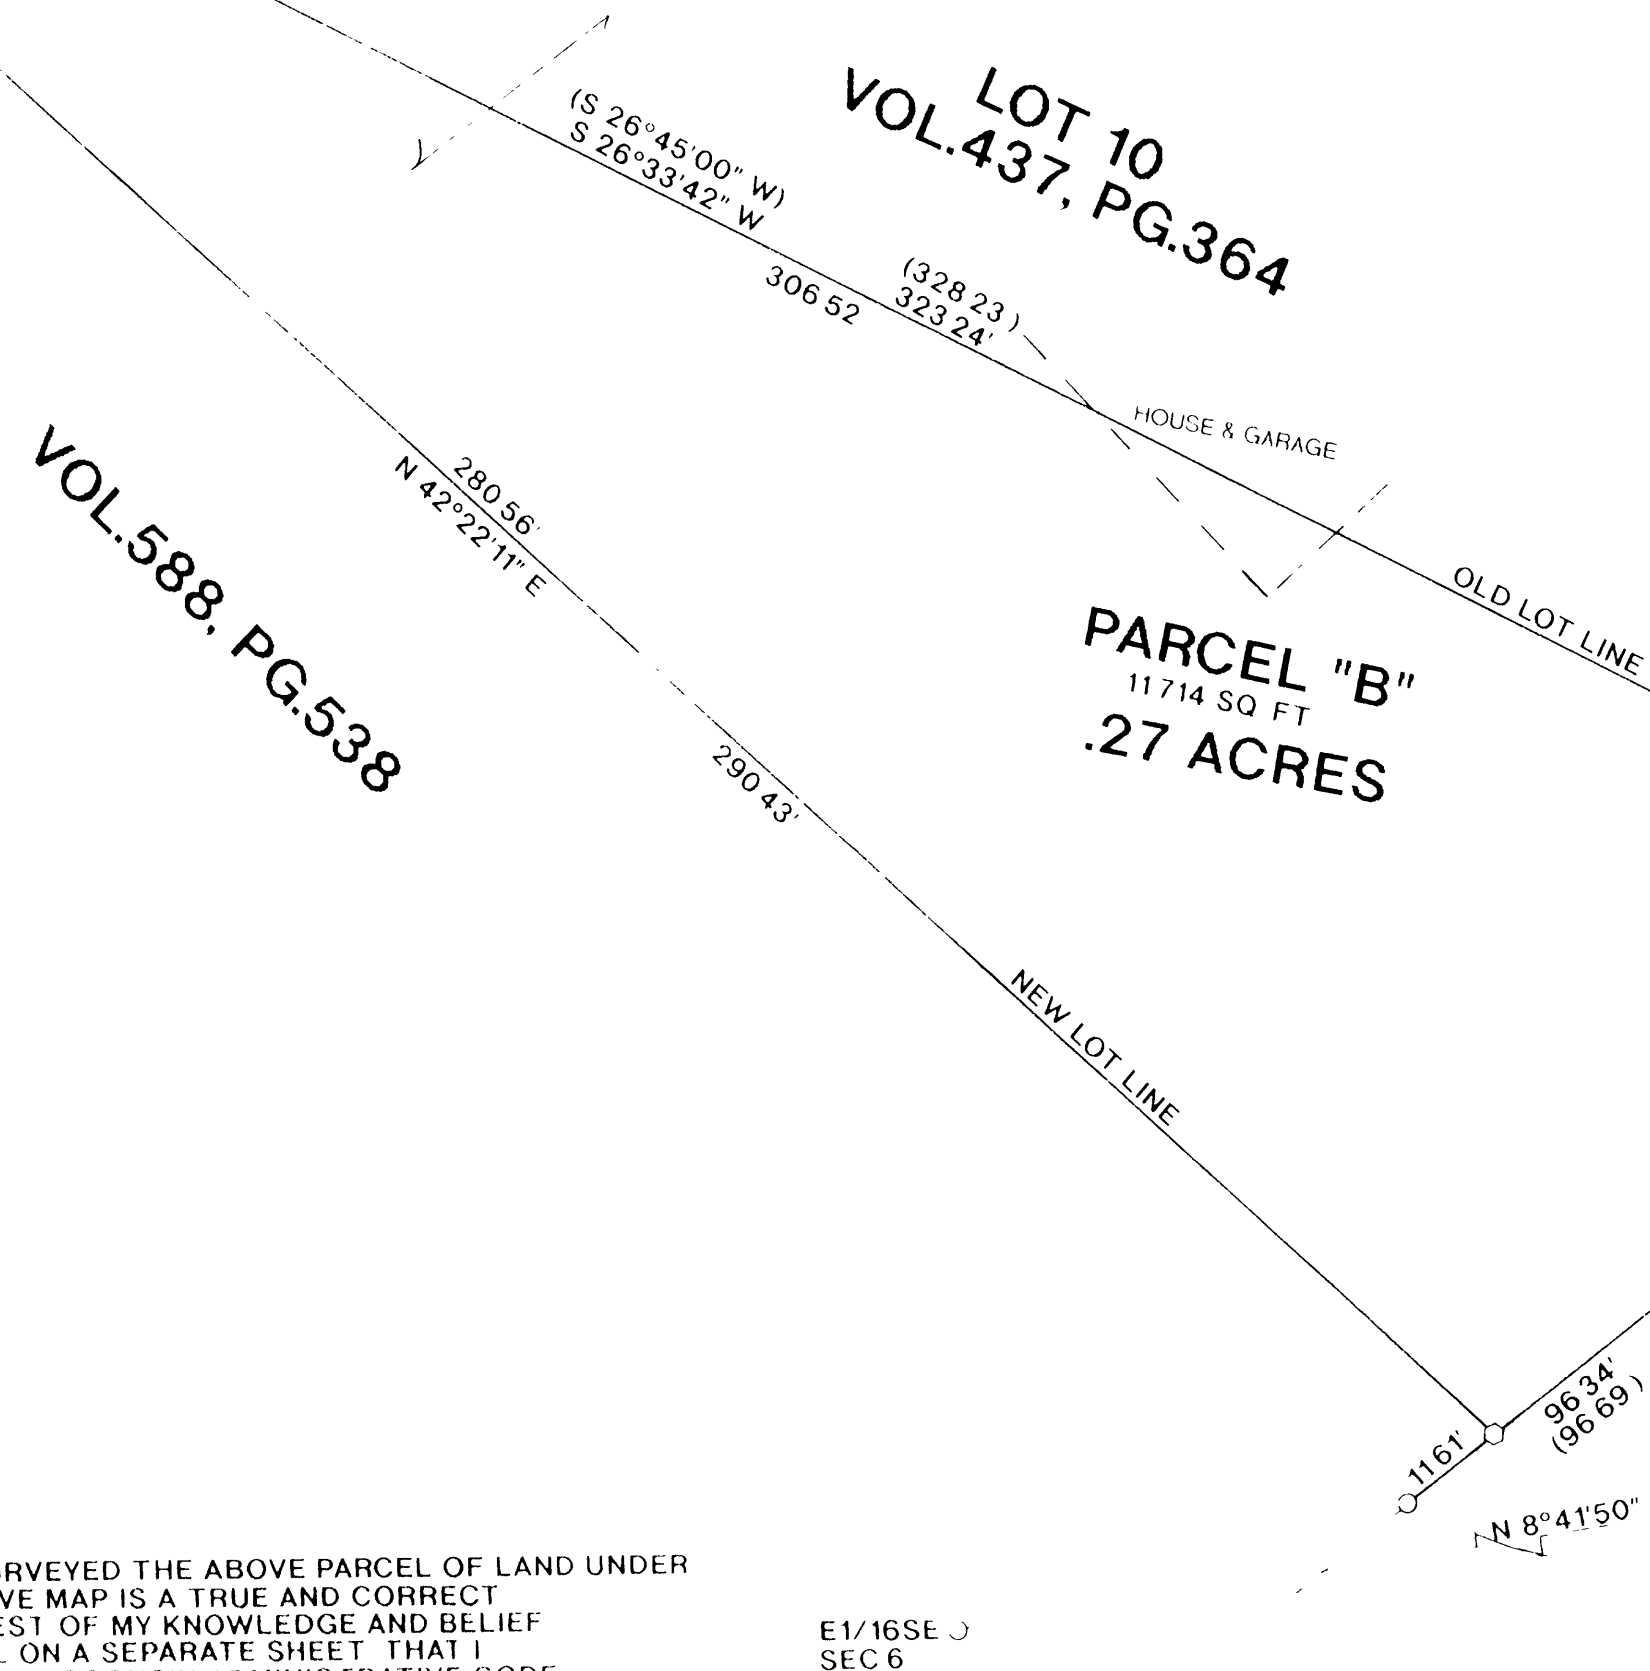 LOT 10
VOL.437, PG.364
(S 26°45'00" W)
S 26°33'42" W
306 52
(328 23 )
323 24'
HOUSE & GARAGE
OLD LOT LINE
280 56'
N 42°22'11" E
VOL.588, PG.538
PARCEL "B"
11 714 SQ FT
.27 ACRES
290 43'
NEW LOT LINE
96 34'
(96 69 )
11 61'
N 8°41'50"
RVEYED THE ABOVE PARCEL OF LAND UNDER
VE MAP IS A TRUE AND CORRECT
EST OF MY KNOWLEDGE AND BELIEF
ON A SEPARATE SHEET THAT I
E1/16SE
SEC 6